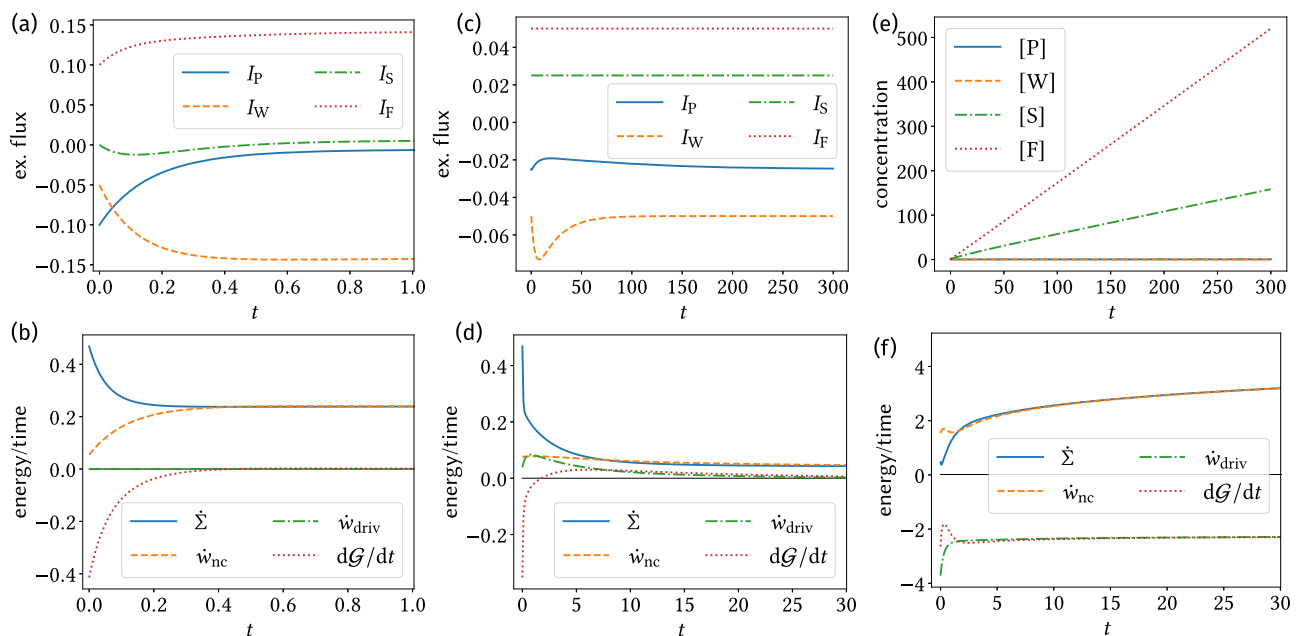 (a)
0.15
0.10
0.05
0.00
−0.05
−0.10
−0.15
ex. flux
I_P
I_W
I_S
I_F
0.0 0.2 0.4 0.6 0.8 1.0
t
(c)
0.04
0.02
0.00
−0.02
−0.04
−0.06
ex. flux
I_P
I_W
I_S
I_F
0 50 100 150 200 250 300
t
(e)
500
400
300
200
100
0
concentration
[P]
[W]
[S]
[F]
0 50 100 150 200 250 300
t
(b)
0.4
0.2
0.0
−0.2
−0.4
energy/time
Σ̇
ẇ_nc
ẇ_driv
d𝒢/dt
0.0 0.2 0.4 0.6 0.8 1.0
t
(d)
0.4
0.2
0.0
−0.2
energy/time
Σ̇
ẇ_nc
ẇ_driv
d𝒢/dt
0 5 10 15 20 25 30
t
(f)
4
2
0
−2
−4
energy/time
Σ̇
ẇ_nc
ẇ_driv
d𝒢/dt
0 5 10 15 20 25 30
t